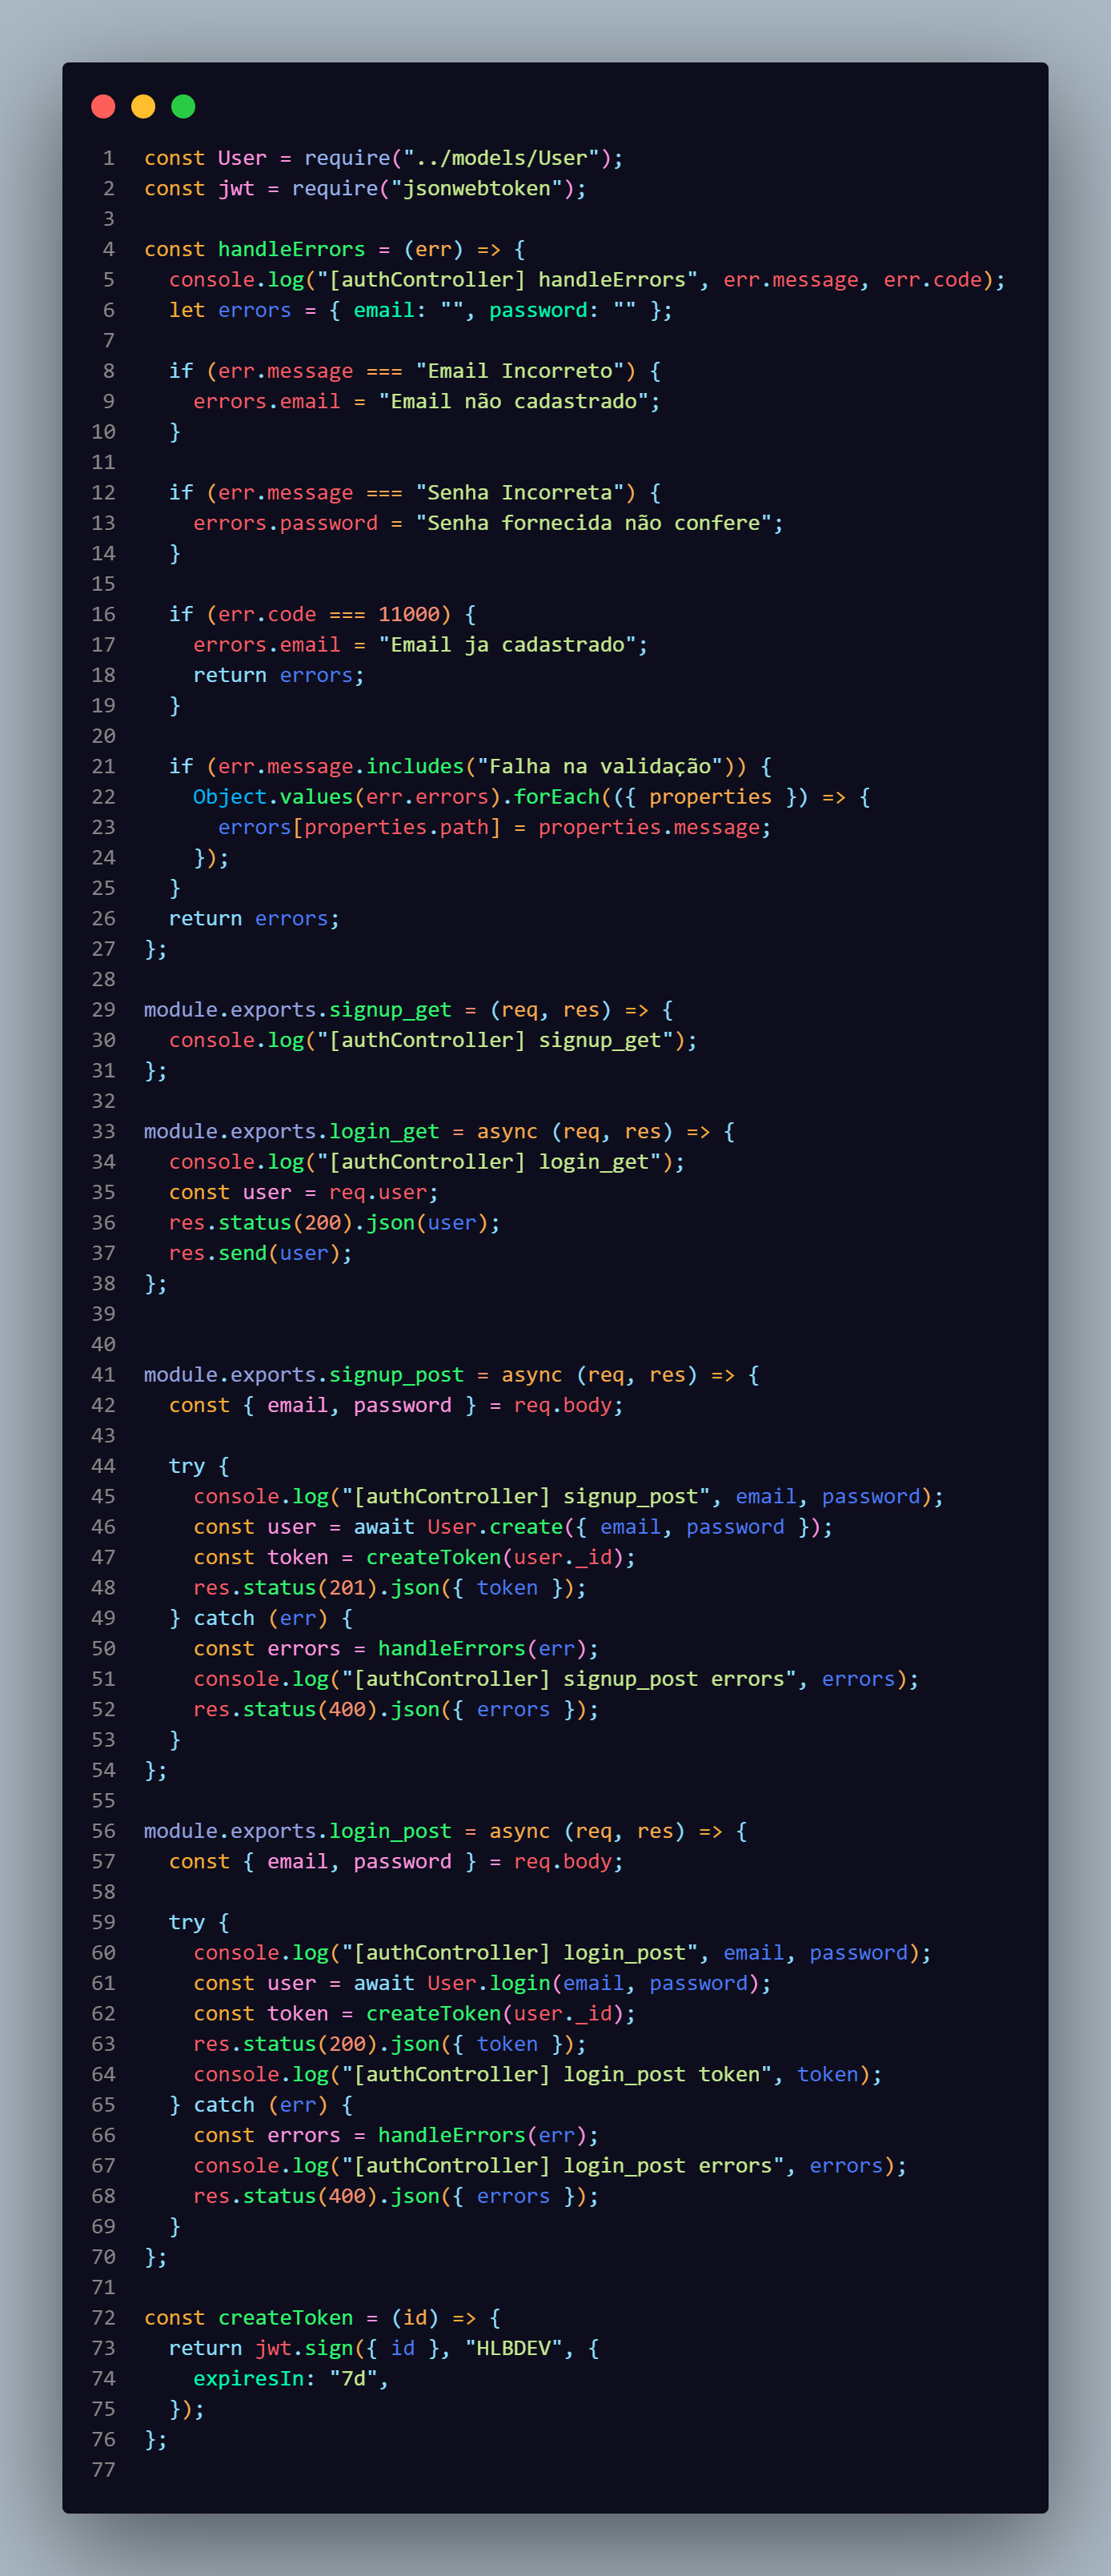 1 const User = require("../models/User");
2 const jwt = require("jsonwebtoken");
3
4 const handleErrors = (err) => {
5   console.log("[authController] handleErrors", err.message, err.code);
6   let errors = { email: "", password: "" };
7
8   if (err.message === "Email Incorreto") {
9     errors.email = "Email não cadastrado";
10   }
11
12   if (err.message === "Senha Incorreta") {
13     errors.password = "Senha fornecida não confere";
14   }
15
16   if (err.code === 11000) {
17     errors.email = "Email ja cadastrado";
18     return errors;
19   }
20
21   if (err.message.includes("Falha na validação")) {
22     Object.values(err.errors).forEach(({ properties }) => {
23       errors[properties.path] = properties.message;
24     });
25   }
26   return errors;
27 };
28
29 module.exports.signup_get = (req, res) => {
30   console.log("[authController] signup_get");
31 };
32
33 module.exports.login_get = async (req, res) => {
34   console.log("[authController] login_get");
35   const user = req.user;
36   res.status(200).json(user);
37   res.send(user);
38 };
39
40
41 module.exports.signup_post = async (req, res) => {
42   const { email, password } = req.body;
43
44   try {
45     console.log("[authController] signup_post", email, password);
46     const user = await User.create({ email, password });
47     const token = createToken(user._id);
48     res.status(201).json({ token });
49   } catch (err) {
50     const errors = handleErrors(err);
51     console.log("[authController] signup_post errors", errors);
52     res.status(400).json({ errors });
53   }
54 };
55
56 module.exports.login_post = async (req, res) => {
57   const { email, password } = req.body;
58
59   try {
60     console.log("[authController] login_post", email, password);
61     const user = await User.login(email, password);
62     const token = createToken(user._id);
63     res.status(200).json({ token });
64     console.log("[authController] login_post token", token);
65   } catch (err) {
66     const errors = handleErrors(err);
67     console.log("[authController] login_post errors", errors);
68     res.status(400).json({ errors });
69   }
70 };
71
72 const createToken = (id) => {
73   return jwt.sign({ id }, "HLBDEV", {
74     expiresIn: "7d",
75   });
76 };
77